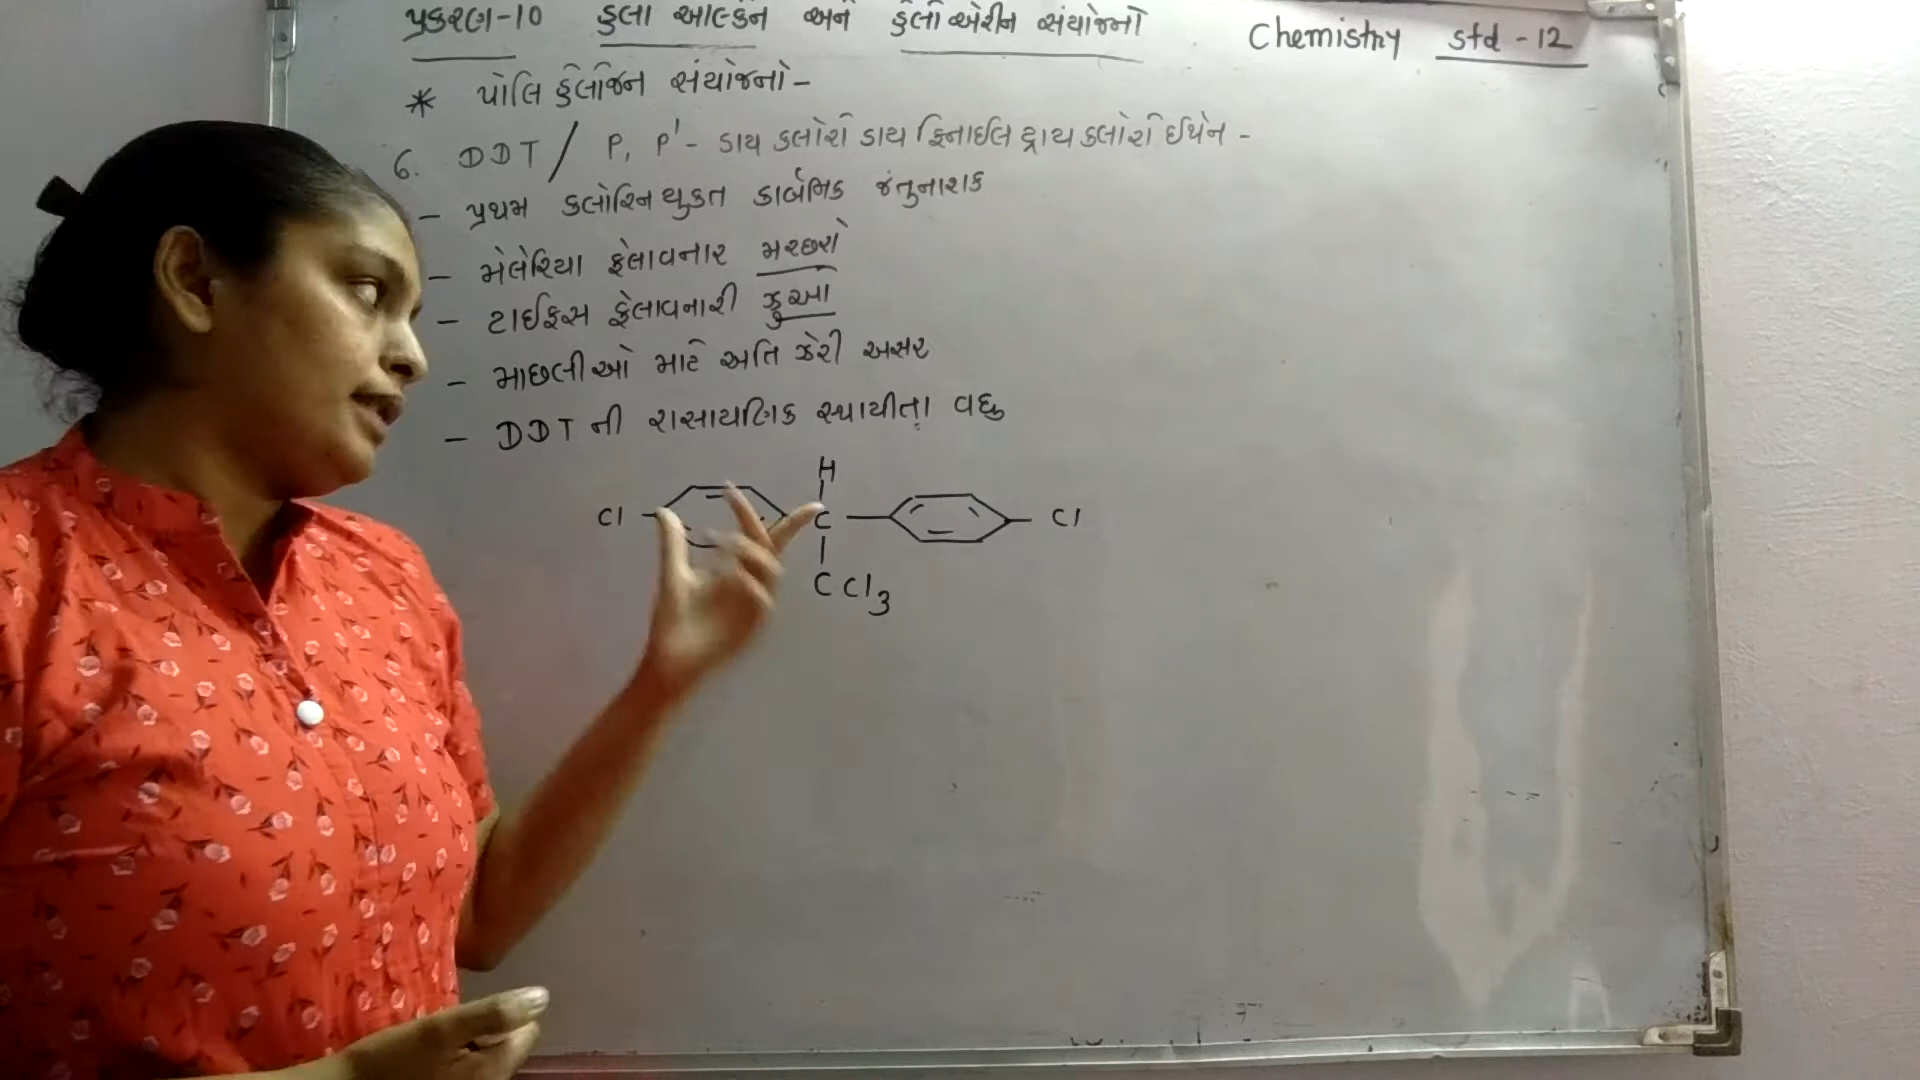 પ્રકરણ-10 હેલો આલ્કેન અને હેલો એરીન સંયોજનો Chemistry std - 12
* પોલિ હેલોજન સંયોજનો -
6. DDT / P, P' - ડાય ક્લોરો ડાય ફિનાઈલ ટ્રાય ક્લોરો ઈથેન -
- પ્રથમ ક્લોરિન યુક્ત કાર્બનિક જંતુનાશક
- મેલેરિયા ફેલાવનાર મચ્છરો
- ટાઈફસ ફેલાવનારી જુઓ
- માછલીઓ માટે અતિ ઝેરી અસર
- DDT ની રાસાયણિક સ્થાયીતા વધુ
H
Cl C Cl
CCl3